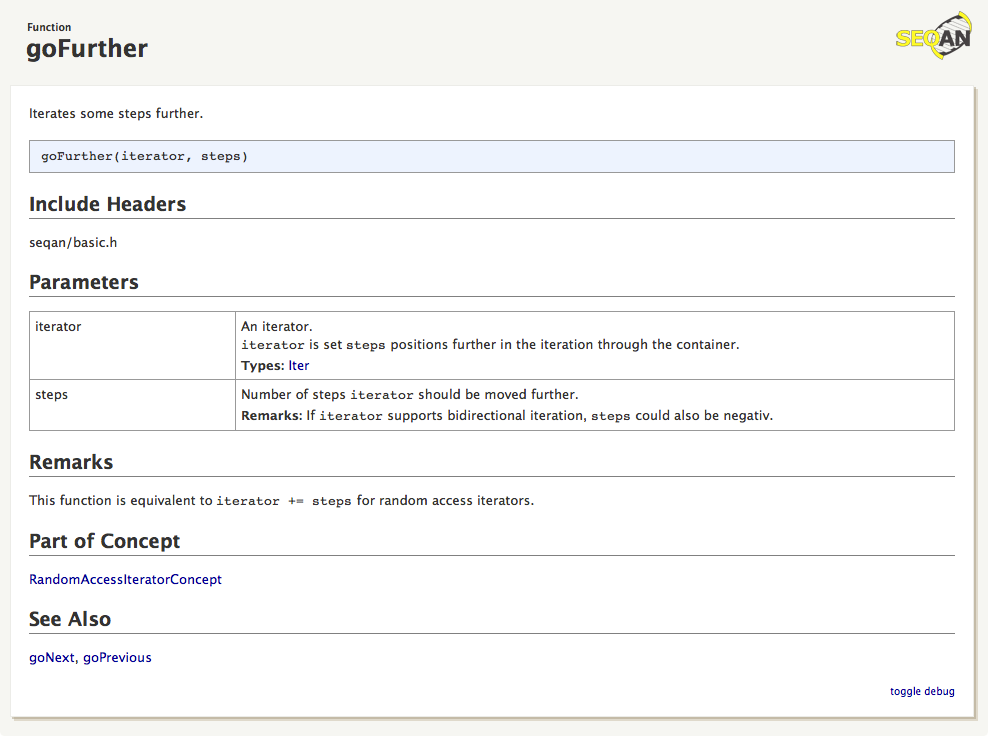 Function
goFurther
SEQAN
Iterates some steps further.
goFurther(iterator, steps)
Include Headers
seqan/basic.h
Parameters
iterator
An iterator.
iterator is set steps positions further in the iteration through the container.
Types: Iter
steps
Number of steps iterator should be moved further.
Remarks: If iterator supports bidirectional iteration, steps could also be negativ.
Remarks
This function is equivalent to iterator += steps for random access iterators.
Part of Concept
RandomAccessIteratorConcept
See Also
goNext, goPrevious
toggle debug